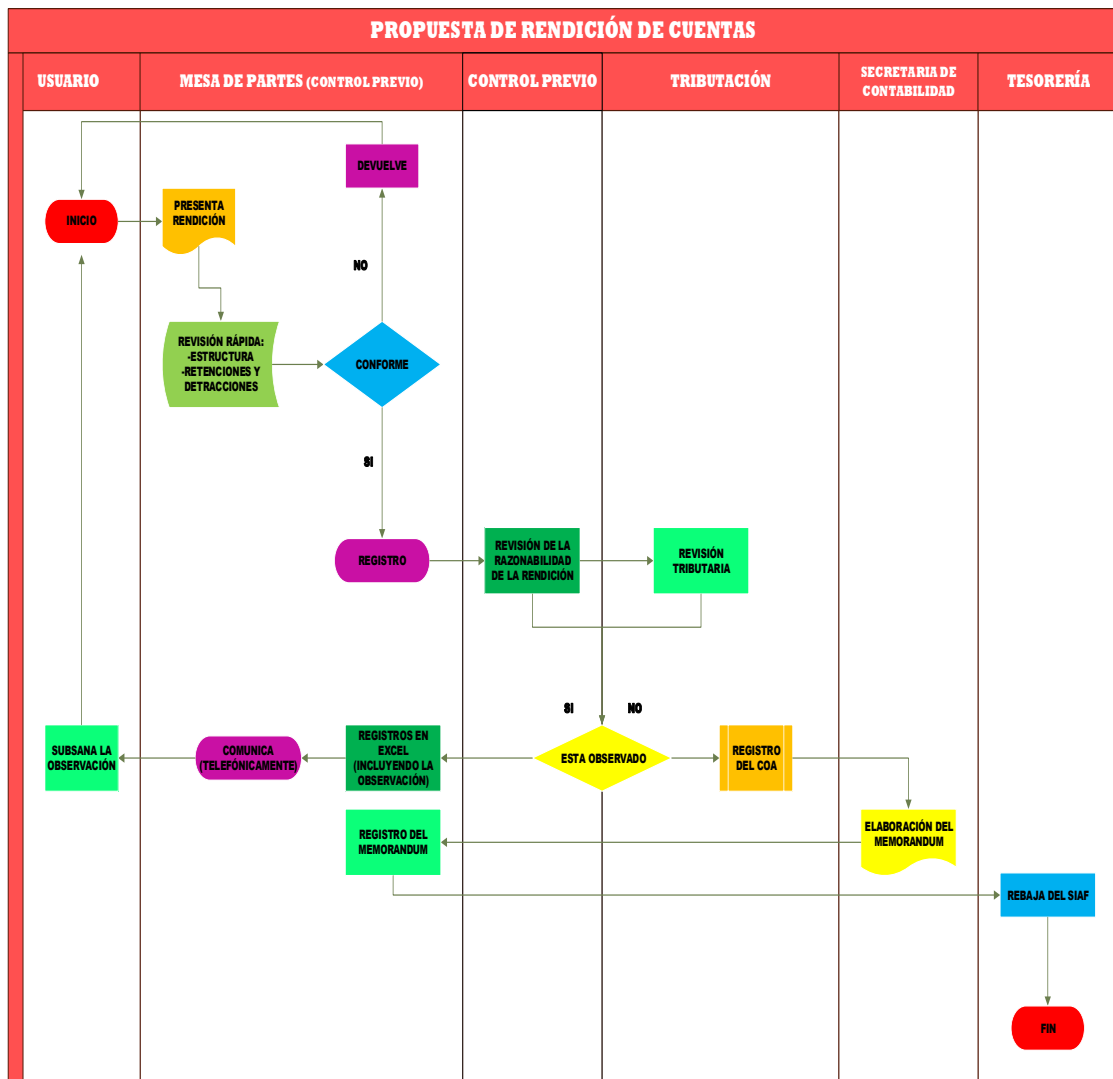 PROPUESTA DE RENDICIÓN DE CUENTAS
USUARIO
MESA DE PARTES (CONTROL PREVIO)
CONTROL PREVIO
TRIBUTACIÓN
SECRETARIA DE
CONTABILIDAD
TESORERÍA
DEVUELVE
INICIO
PRESENTA
RENDICIÓN
NO
REVISIÓN RÁPIDA:
-ESTRUCTURA
-RETENCIONES Y
DETRACCIONES
CONFORME
SI
REGISTRO
REVISIÓN DE LA
RAZONABILIDAD
DE LA RENDICIÓN
REVISIÓN
TRIBUTARIA
SI
NO
SUBSANA LA
OBSERVACIÓN
COMUNICA
(TELEFÓNICAMENTE)
REGISTROS EN
EXCEL
(INCLUYENDO LA
OBSERVACIÓN)
ESTA OBSERVADO
REGISTRO
DEL COA
REGISTRO DEL
MEMORANDUM
ELABORACIÓN DEL
MEMORANDUM
REBAJA DEL SIAF
FIN